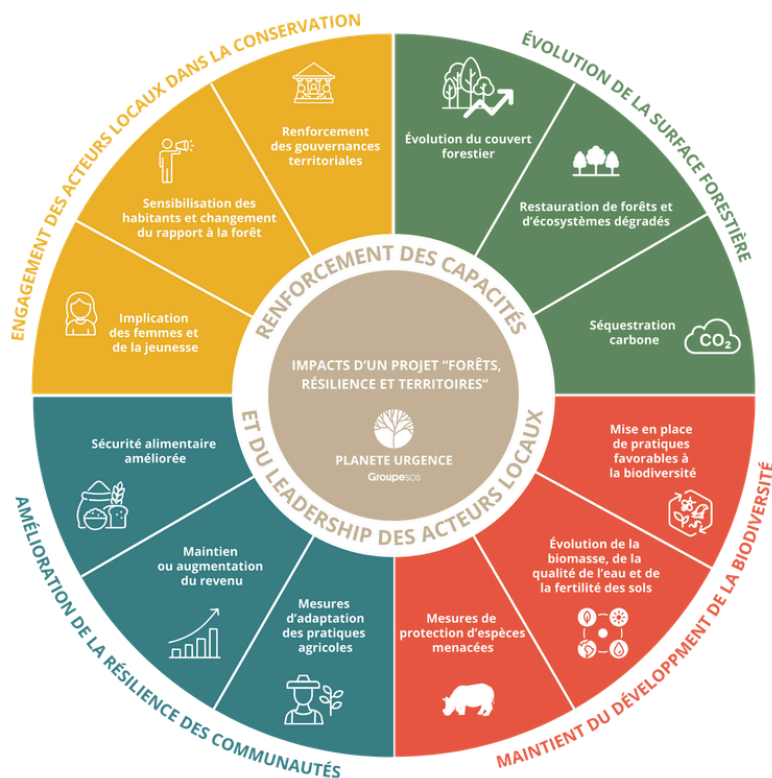 ENGAGEMENT DES ACTEURS LOCAUX DANS LA CONSERVATION
ÉVOLUTION DE LA SURFACE FORESTIÈRE
Renforcement
des gouvernances
territoriales
Sensibilisation des
habitants et changement
du rapport à la forêt
Implication
des femmes et
de la jeunesse
Évolution du couvert
forestier
Restauration de forêts et
d'écosystèmes dégradés
Séquestration
carbone
CO₂
RENFORCEMENT DES CAPACITÉS
ET DU LEADERSHIP DES ACTEURS LOCAUX
IMPACTS D'UN PROJET "FORÊTS,
RÉSILIENCE ET TERRITOIRES"
PLANETE URGENCE
Groupesos
Sécurité alimentaire
améliorée
Maintien
ou augmentation
du revenu
Mesures
d'adaptation
des pratiques
agricoles
Mise en place
de pratiques
favorables à
la biodiversité
Évolution de la
biomasse, de la
qualité de l'eau et de
la fertilité des sols
Mesures de
protection d'espèces
menacées
AMÉLIORATION DE LA RÉSILIENCE DES COMMUNAUTÉS
MAINTIENT DU DÉVELOPPMENT DE LA BIODIVERSITÉ